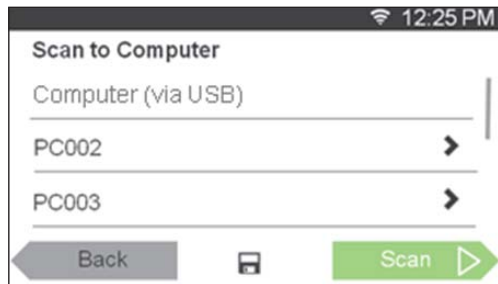 12:25 PM
Scan to Computer
Computer (via USB)
PC002
PC003
Back
Scan